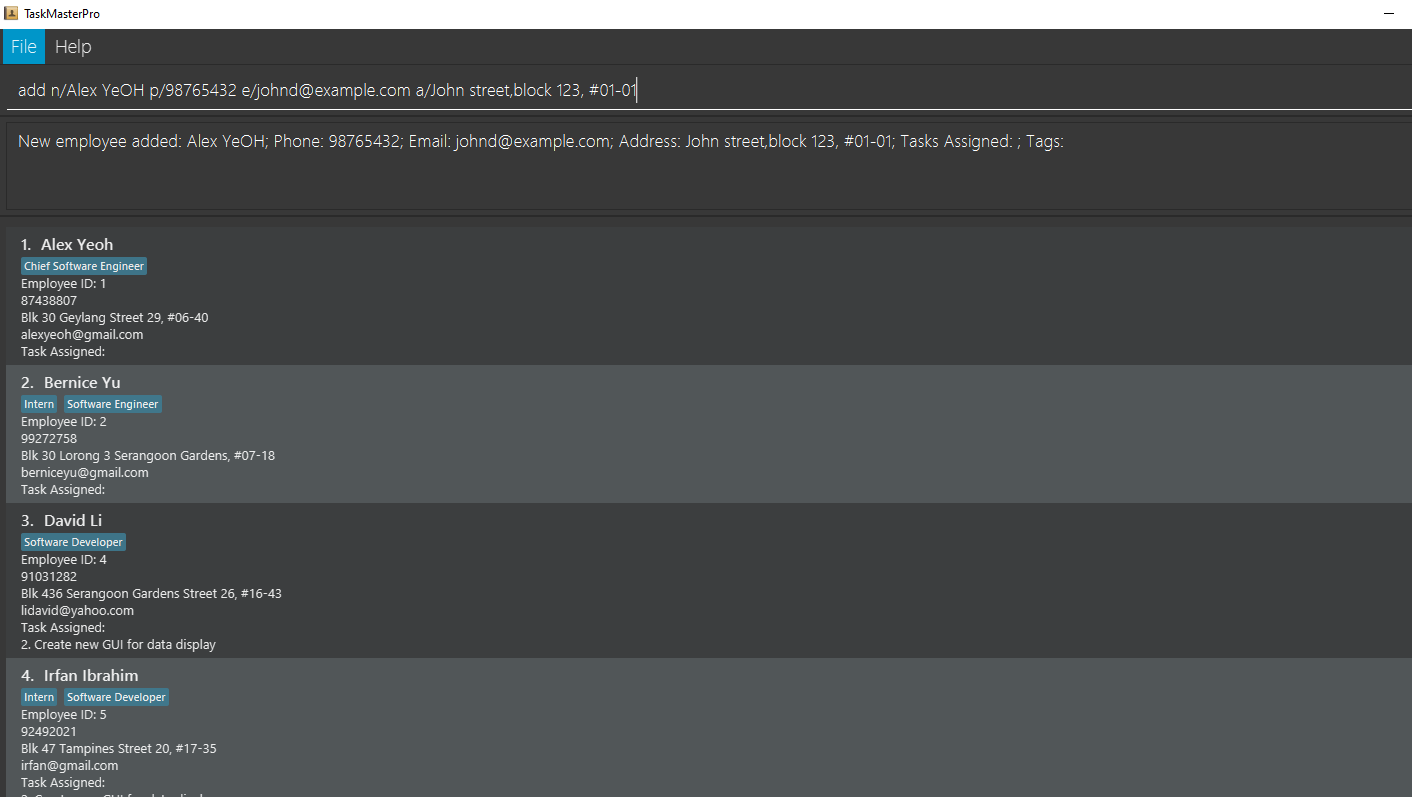 TaskMasterPro
File Help
add n/Alex YeOH p/98765432 e/johnd@example.com a/John street,block 123, #01-01
New employee added: Alex YeOH; Phone: 98765432; Email: johnd@example.com; Address: John street,block 123, #01-01; Tasks Assigned: ; Tags:
1. Alex Yeoh
Chief Software Engineer
Employee ID: 1
87438807
Blk 30 Geylang Street 29, #06-40
alexyeoh@gmail.com
Task Assigned:
2. Bernice Yu
Intern Software Engineer
Employee ID: 2
99272758
Blk 30 Lorong 3 Serangoon Gardens, #07-18
berniceyu@gmail.com
Task Assigned:
3. David Li
Software Developer
Employee ID: 4
91031282
Blk 436 Serangoon Gardens Street 26, #16-43
lidavid@yahoo.com
Task Assigned:
2. Create new GUI for data display
4. Irfan Ibrahim
Intern Software Developer
Employee ID: 5
92492021
Blk 47 Tampines Street 20, #17-35
irfan@gmail.com
Task Assigned: